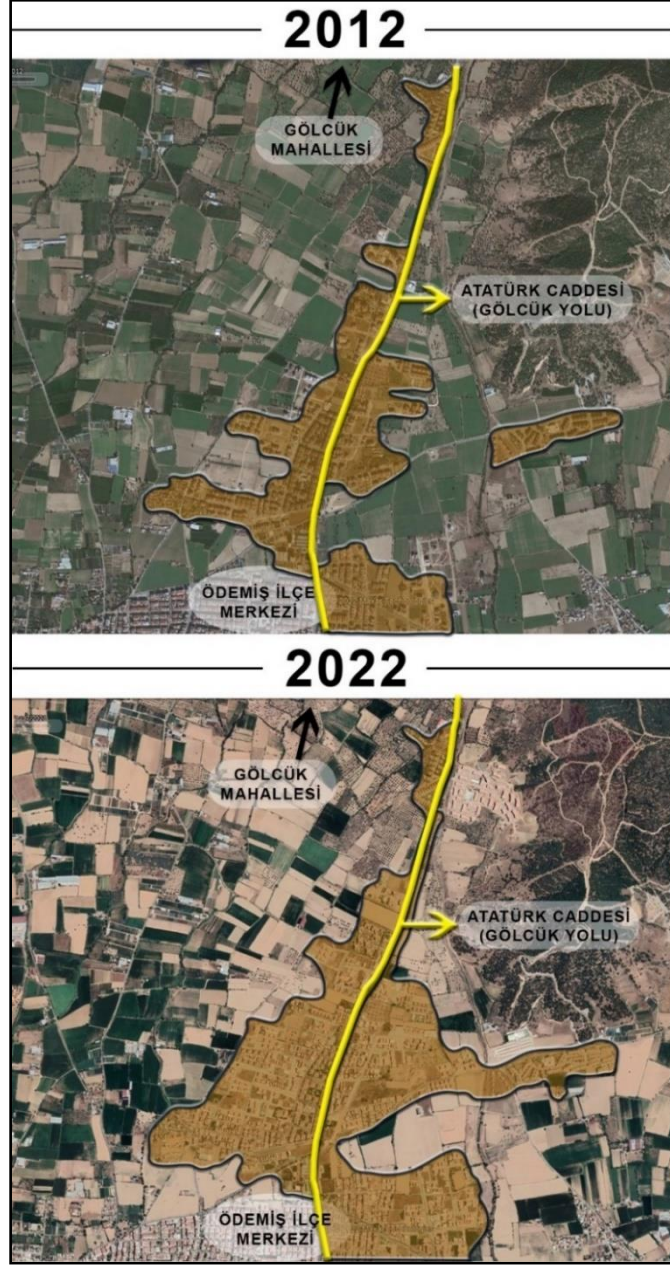 2012
GÖLCÜK
MAHALLESİ
ATATÜRK CADDESİ
(GÖLCÜK YOLU)
ÖDEMİŞ İLÇE
MERKEZİ
2022
GÖLCÜK
MAHALLESİ
ATATÜRK CADDESİ
(GÖLCÜK YOLU)
ÖDEMİŞ İLÇE
MERKEZİ